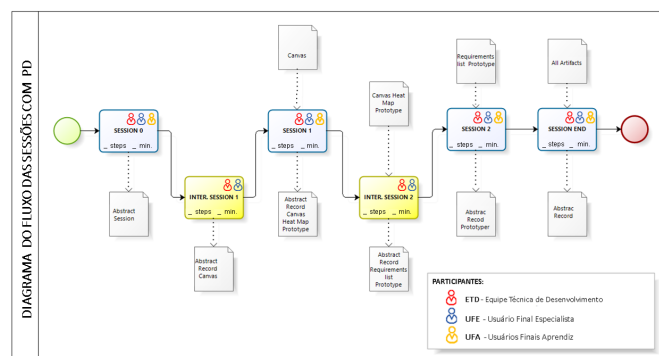 DIAGRAMA DO FLUXO DAS SESSÕES COM PD
Canvas
Requirements
list Prototype
All Artifacts
Canvas Heat
Map
Prototype
SESSION 0
_ steps _ min.
SESSION 1
_ steps _ min.
SESSION 2
_ steps _ min.
SESSION END
_ steps _ min.
INTER. SESSION 1
_ steps _ min.
INTER. SESSION 2
_ steps _ min.
Abstract
Session
Abstract
Record
Canvas
Heat Map
Prototype
Abstrac
Recod
Prototyper
Abstrac
Record
Abstract
Record
Canvas
Abstract
Record
Requirements
list
Prototype
PARTICIPANTES:
ETD - Equipe Técnica de Desenvolvimento
UFE - Usuário Final Especialista
UFA - Usuários Finais Aprendiz